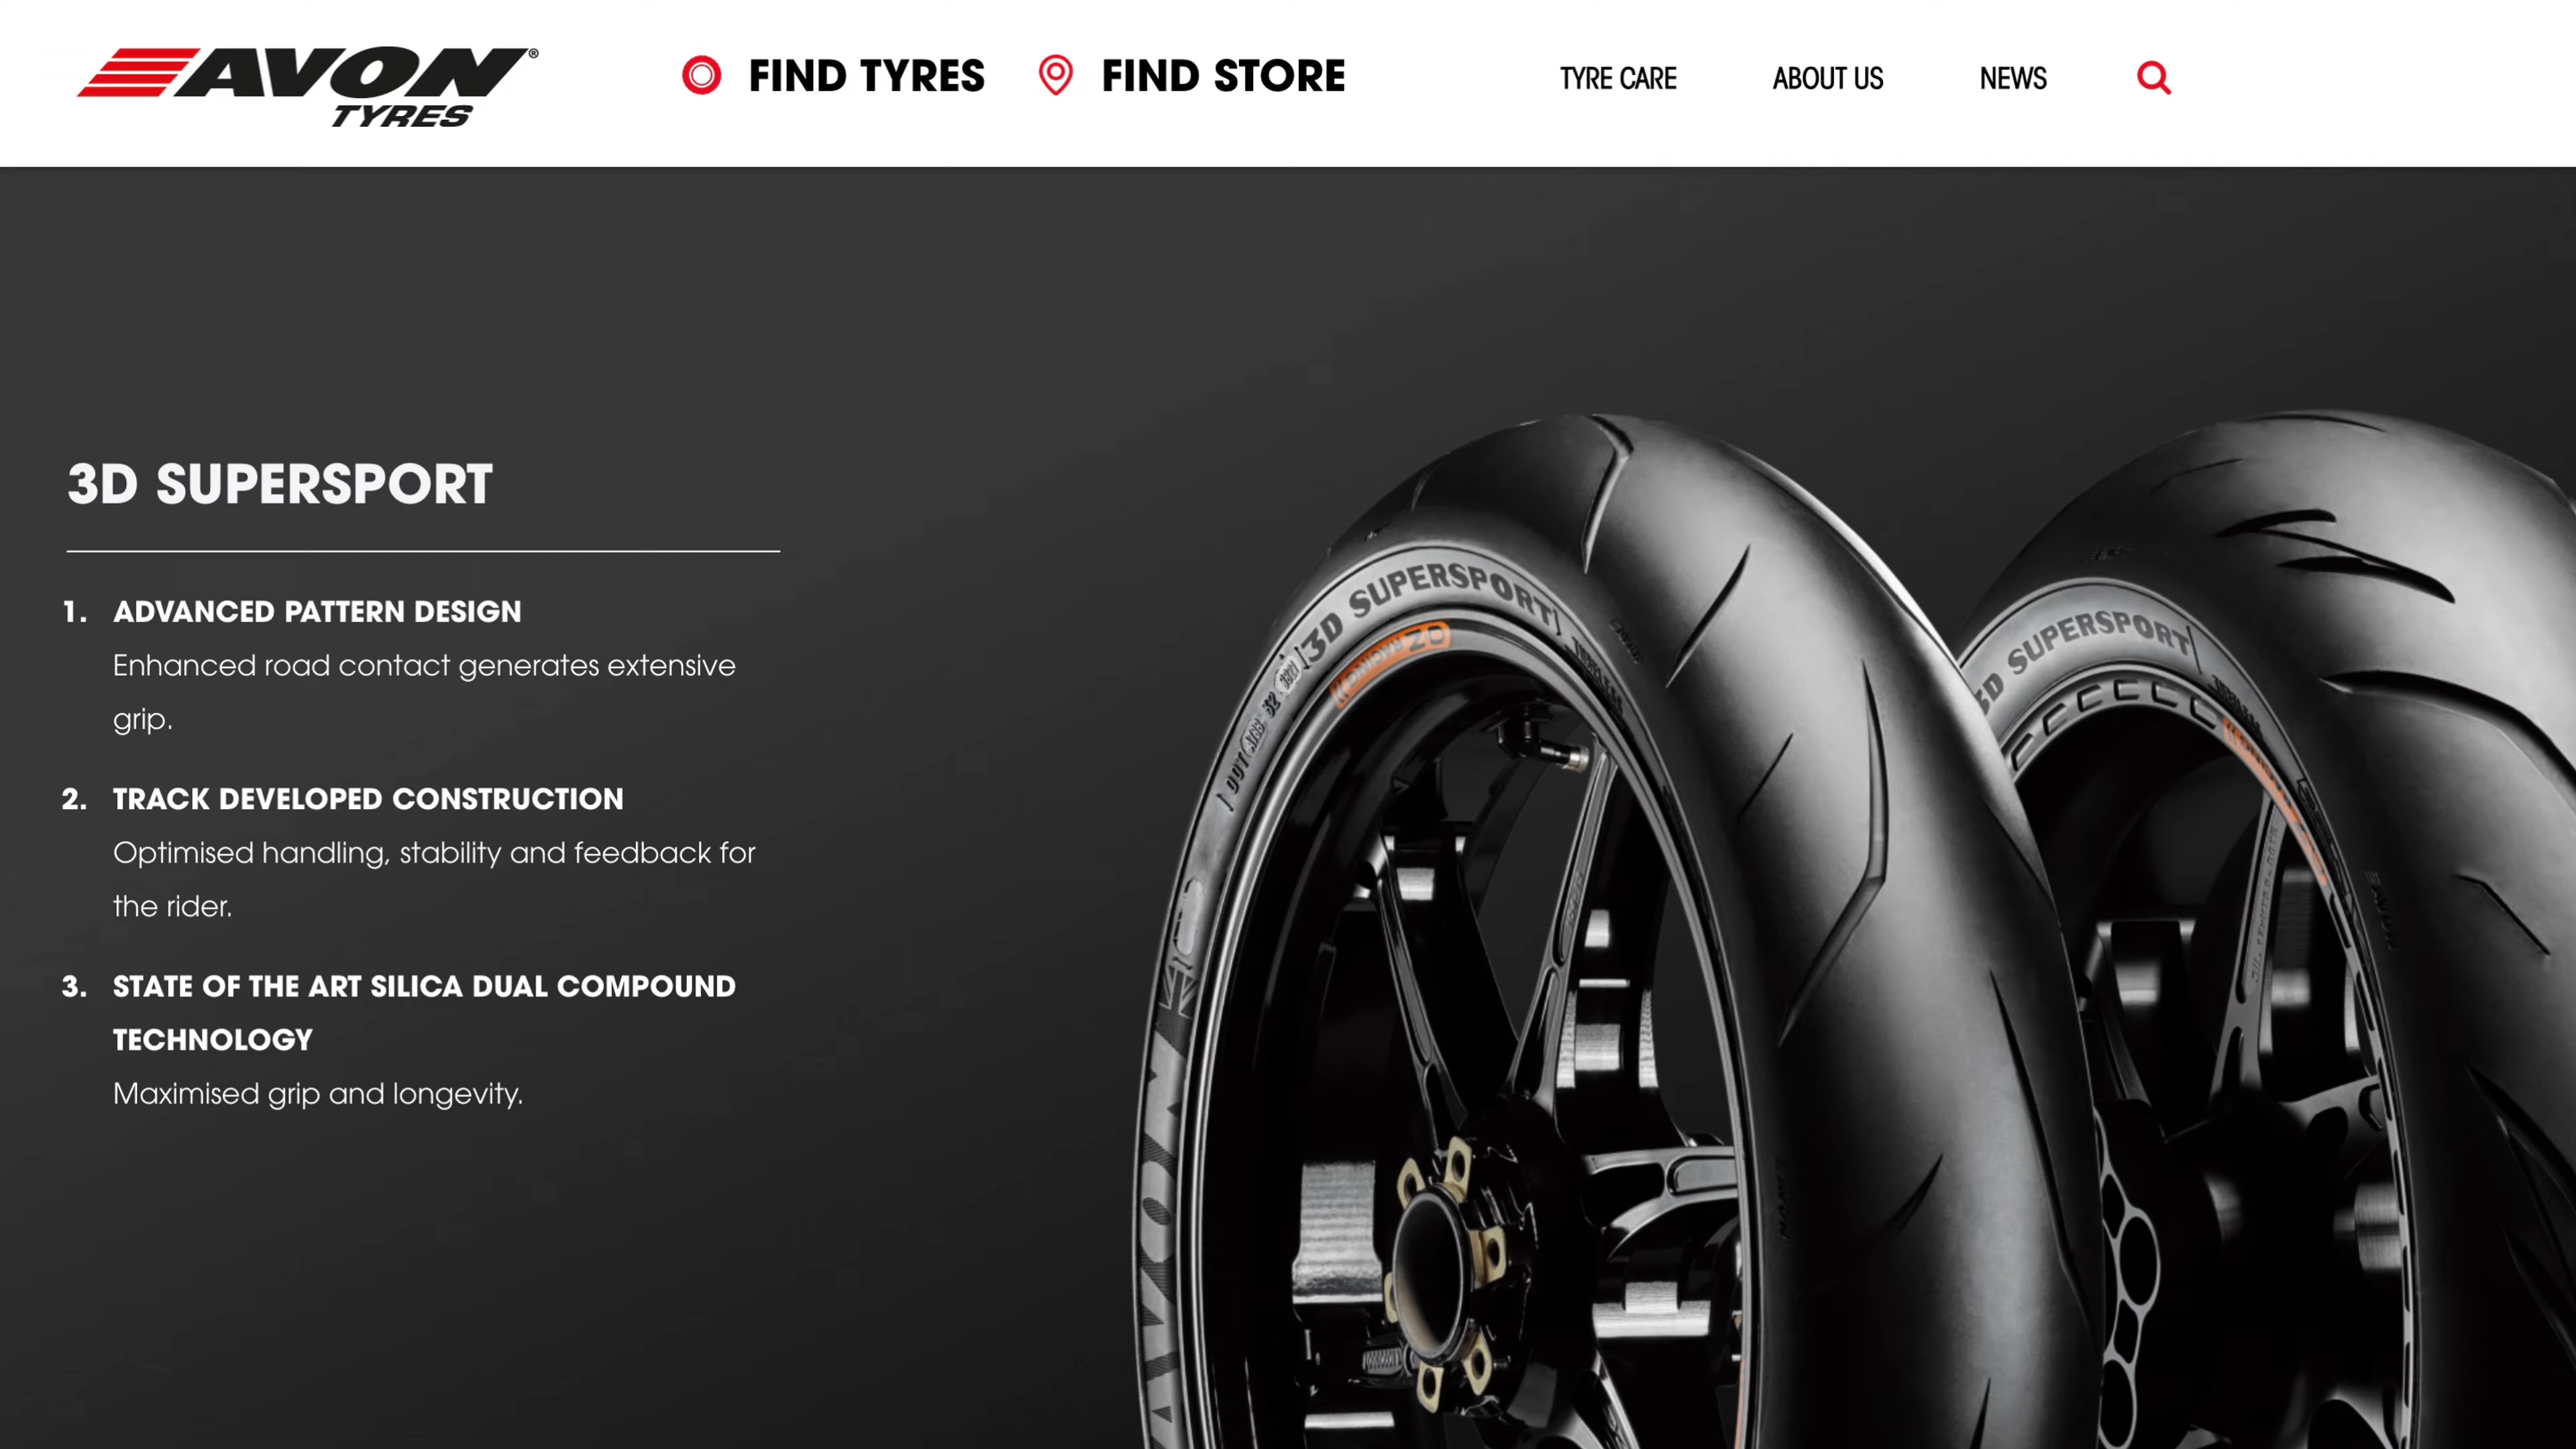 AVON®
TYRES
FIND TYRES
FIND STORE
TYRE CARE
ABOUT US
NEWS
3D SUPERSPORT
1. ADVANCED PATTERN DESIGN
Enhanced road contact generates extensive
grip.
2. TRACK DEVELOPED CONSTRUCTION
Optimised handling, stability and feedback for
the rider.
3. STATE OF THE ART SILICA DUAL COMPOUND
TECHNOLOGY
Maximised grip and longevity.
3D SUPERSPORT
DOT
AVON
3D SUPERSPORT